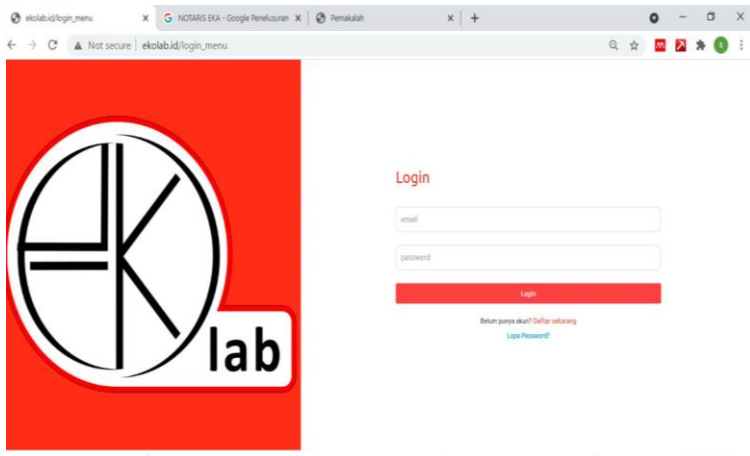 ekolab.id/login_menu
NOTARIS EKA - Google Penelusuran
Pemakalah
Not secure
ekolab.id/login_menu
lab
Login
email
password
Login
Belum punya akun? Daftar sekarang
Lupa Password?